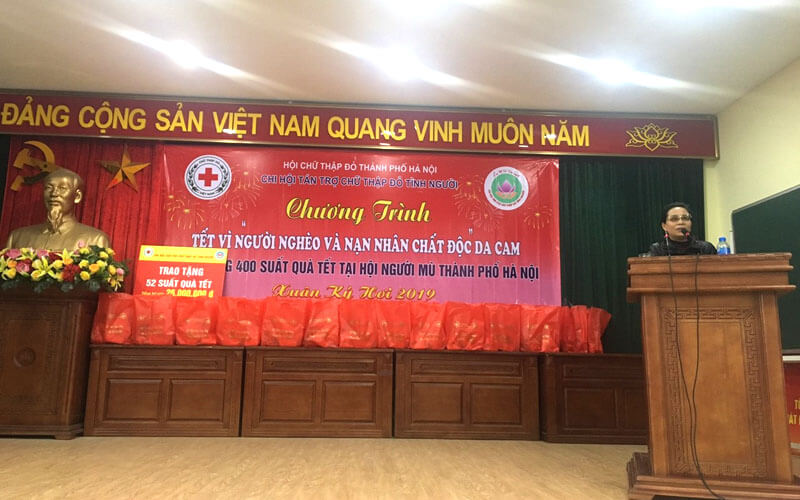 ĐẢNG CỘNG SẢN VIỆT NAM QUANG VINH MUÔN NĂM
HỘI CHỮ THẬP ĐỎ THÀNH PHỐ HÀ NỘI
CHI HỘI TÁN TRỢ CHỮ THẬP ĐỎ TÌNH NGƯỜI
Chương Trình
TẾT VÌ "NGƯỜI NGHÈO VÀ NẠN NHÂN CHẤT ĐỘC" DA CAM
G 400 SUẤT QUÀ TẾT TẠI HỘI NGƯỜI MÙ THÀNH PHỐ HÀ NỘI
Xuân Kỷ Hợi 2019
TRAO TẶNG
52 SUẤT QUÀ TẾT